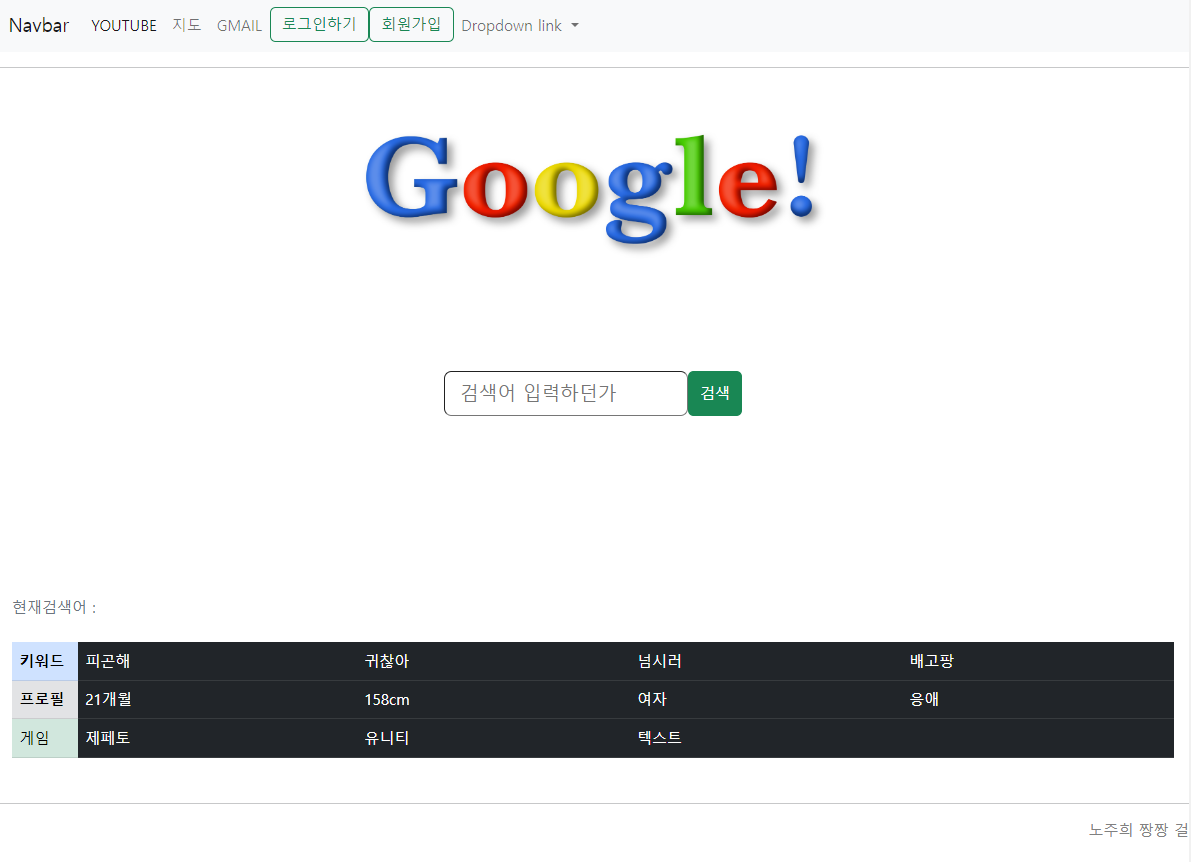 Navbar YOUTUBE 지도 GMAIL 로그인하기 회원가입 Dropdown link
Google!
검색어 입력하던가 검색
현재검색어 :
키워드 피곤해 귀찮아 넘시러 배고팡
프로필 21개월 158cm 여자 응애
게임 제페토 유니티 텍스트
노주희 짱짱 걸